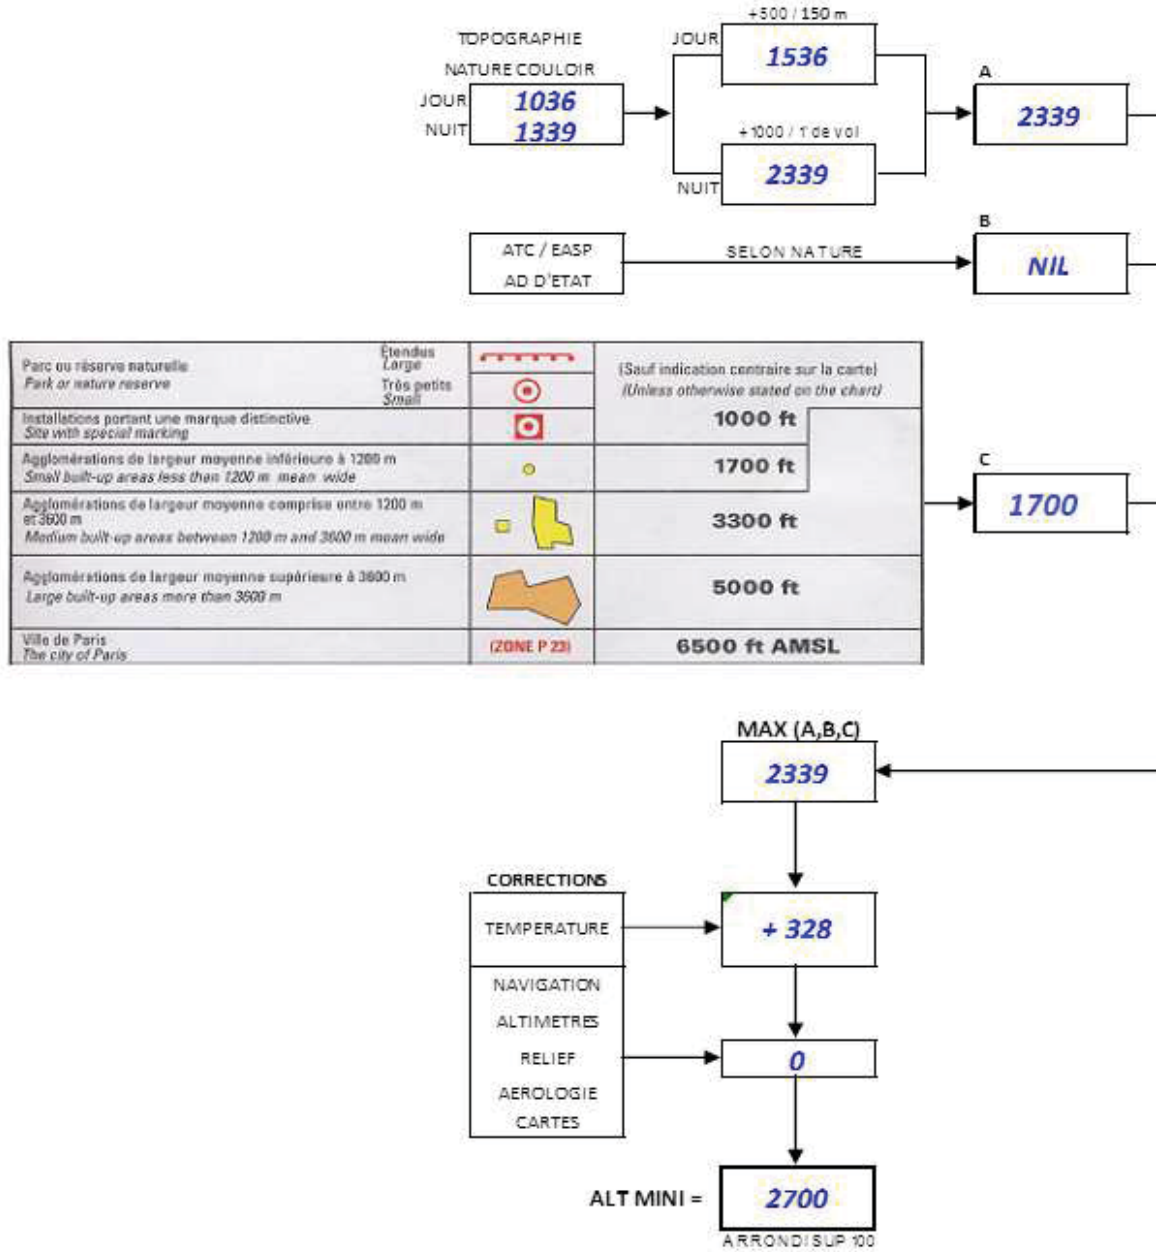 +500 / 150 m
TOPOGRAPHIE
NATURE COULOIR
JOUR
1536
JOUR 1036
NUIT 1339
A
2339
+1000 / 1' de vol
NUIT
2339
B
ATC / EASP
AD D'ETAT
SELON NATURE
NIL
Parc ou réserve naturelle
Park or nature reserve
Étendus
Large
Très petits
Small
(Sauf indication contraire sur la carte)
(Unless otherwise stated on the chart)
Installations portant une marque distinctive
Site with special marking
1000 ft
Agglomérations de largeur moyenne inférieure à 1200 m
Small built-up areas less than 1200 m mean wide
1700 ft
C
1700
Agglomérations de largeur moyenne comprise entre 1200 m
et 3600 m
Medium built-up areas between 1200 m and 3600 m mean wide
3300 ft
Agglomérations de largeur moyenne supérieure à 3600 m
Large built-up areas more than 3600 m
5000 ft
Ville de Paris
The city of Paris
(ZONE P 23)
6500 ft AMSL
MAX (A,B,C)
2339
CORRECTIONS
TEMPERATURE
+ 328
NAVIGATION
ALTIMETRES
RELIEF
AEROLOGIE
CARTES
0
ALT MINI =
2700
ARRONDI SUP 100